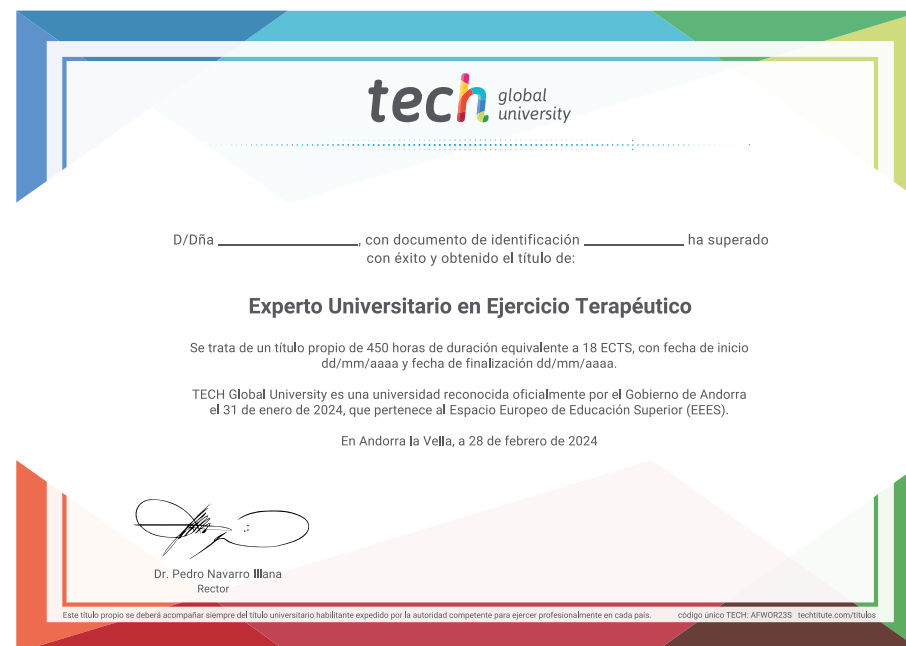 tech global university
D/Dña ____________________, con documento de identificación ______________ ha superado
con éxito y obtenido el título de:
Experto Universitario en Ejercicio Terapéutico
Se trata de un título propio de 450 horas de duración equivalente a 18 ECTS, con fecha de inicio
dd/mm/aaaa y fecha de finalización dd/mm/aaaa.
TECH Global University es una universidad reconocida oficialmente por el Gobierno de Andorra
el 31 de enero de 2024, que pertenece al Espacio Europeo de Educación Superior (EEES).
En Andorra la Vella, a 28 de febrero de 2024
Dr. Pedro Navarro Illana
Rector
Este título propio se deberá acompañar siempre del título universitario habilitante expedido por la autoridad competente para ejercer profesionalmente en cada país. código único TECH: AFWOR23S techtitute.com/titulos